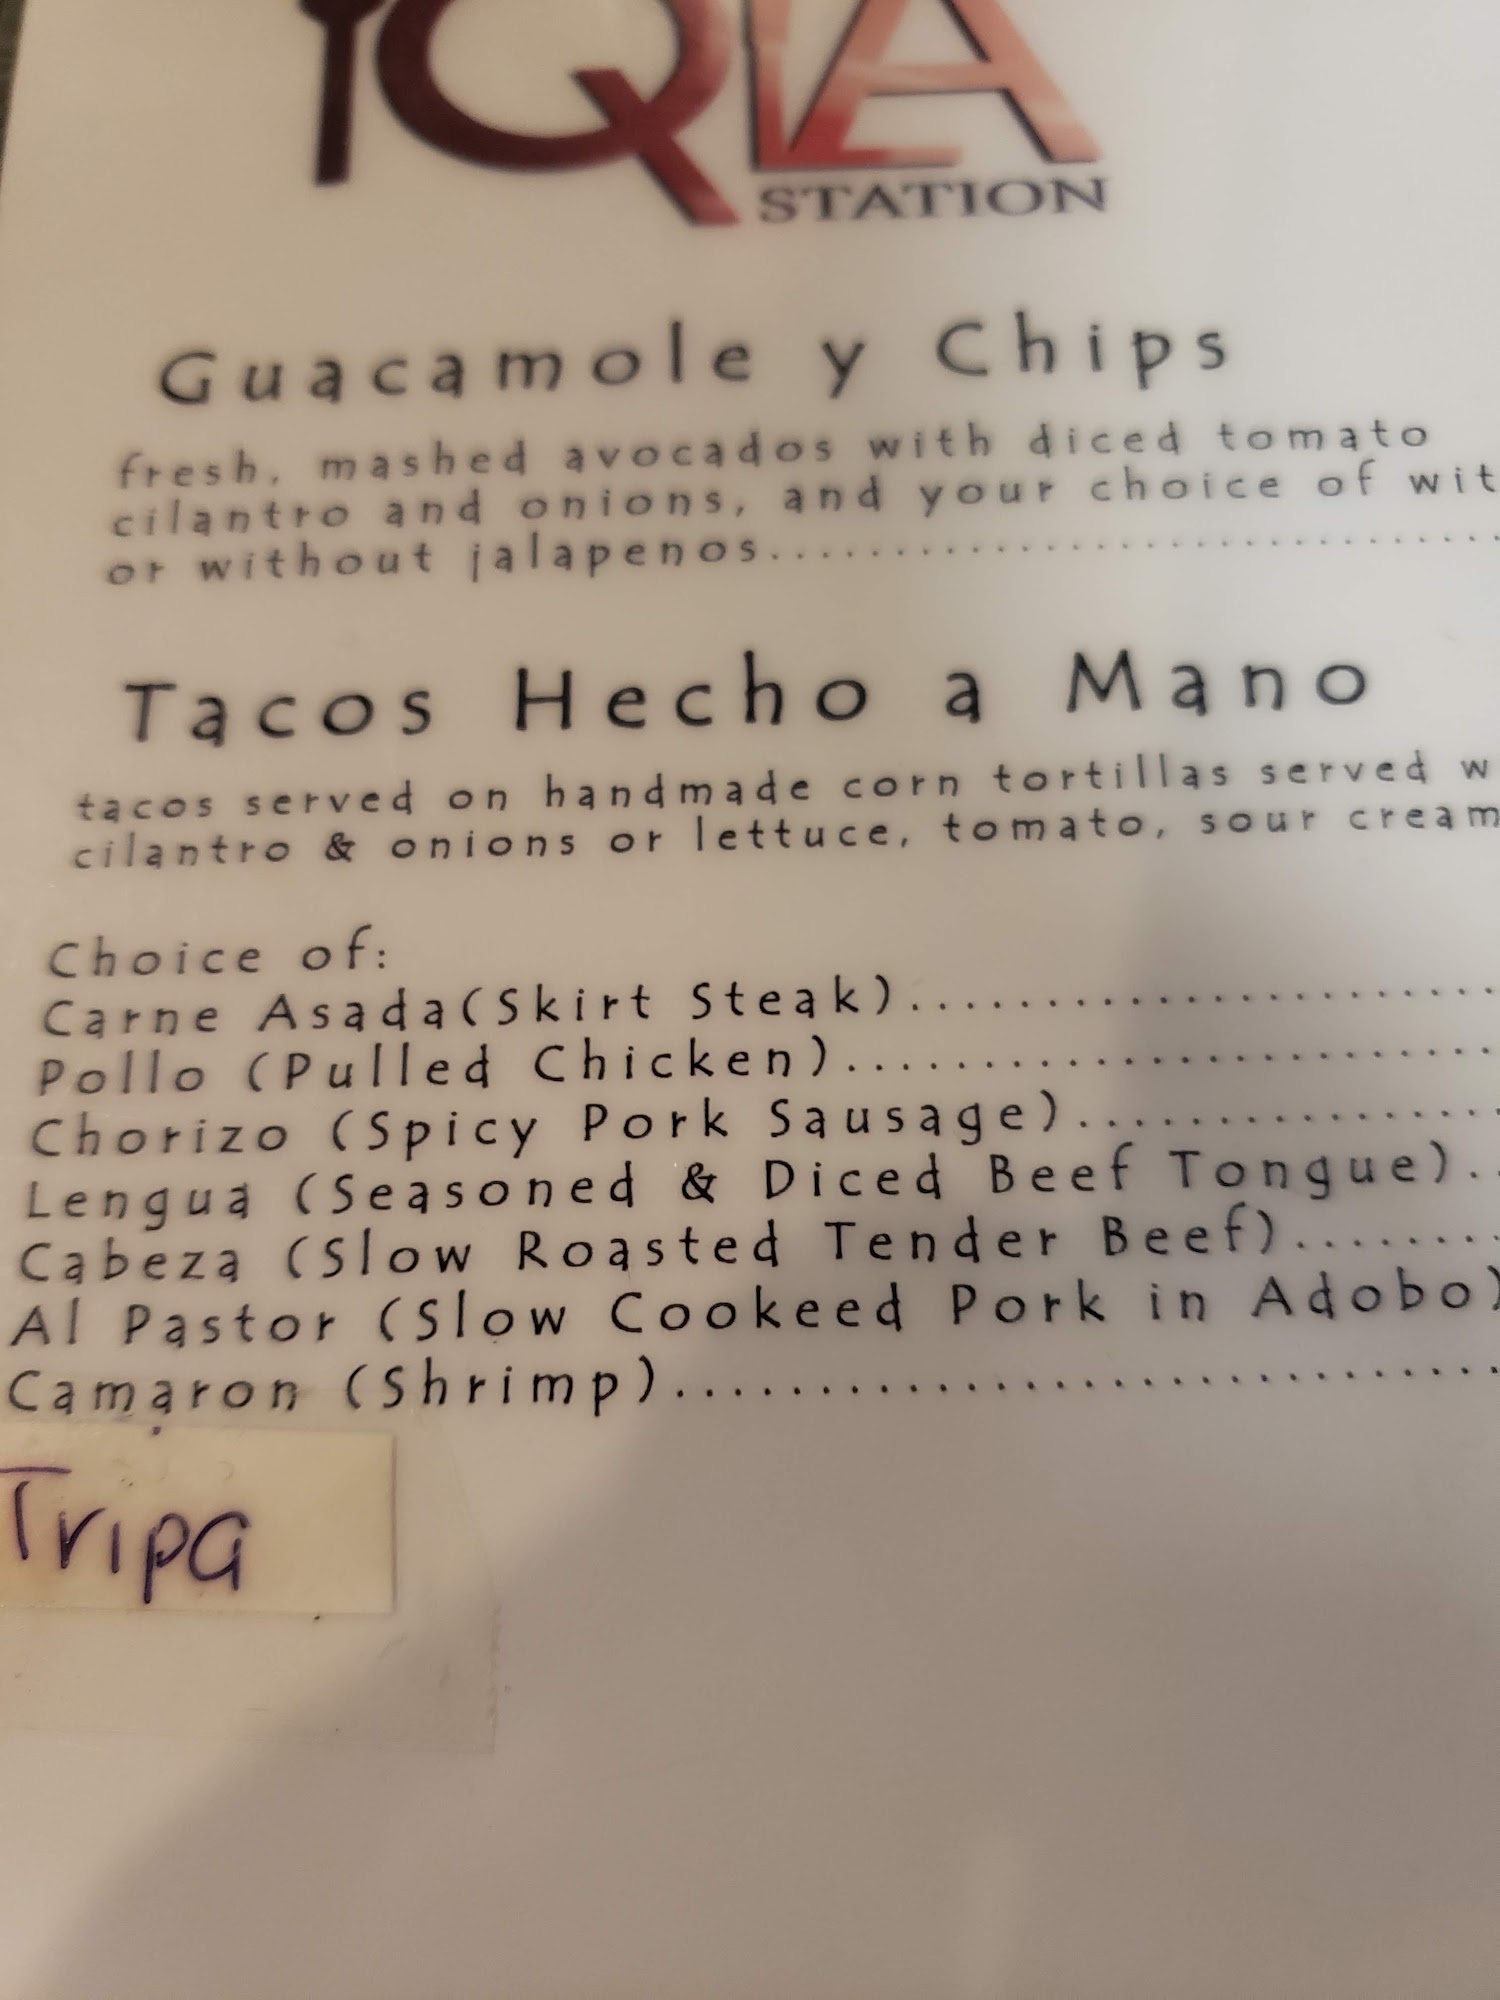 TQLA
STATION
Guacamole y Chips
fresh, mashed avocados with diced tomato
cilantro and onions, and your choice of
or without jalapenos..............................
Tacos Hecho a Mano
tacos served on handmade corn tortillas served
cilantro & onions or lettuce, tomato, sour cream
Choice of:
Carne Asada(Skirt Steak)........................
Pollo (Pulled Chicken)...........................
Chorizo (Spicy Pork Sausage)..................
Lengua (Seasoned & Diced Beef Tongue)..
Cabeza (Slow Roasted Tender Beef)........
Al Pastor (Slow Cookeed Pork in Adobo)
Camaron (Shrimp)..................................
Tripa